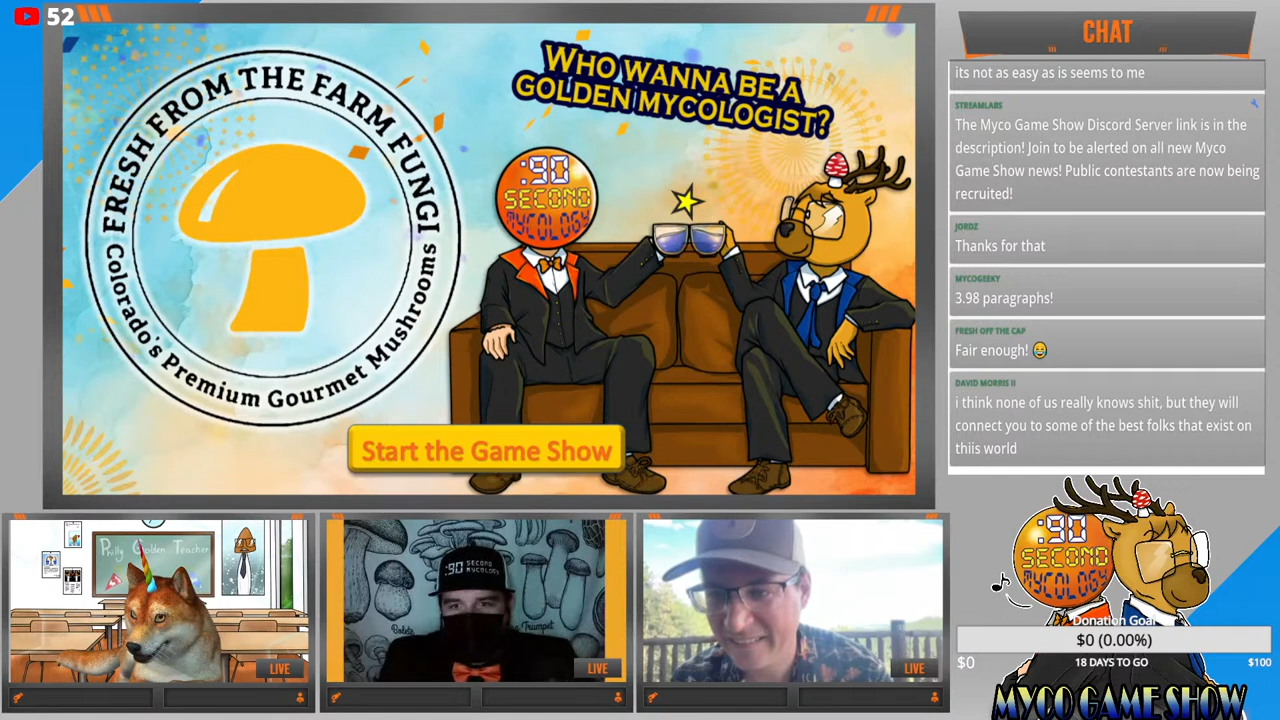 52
FRESH FROM THE FARM FUNGI
Colorado's Premium Gourmet Mushrooms
WHO WANNA BE A
GOLDEN MYCOLOGIST?
:90
SECOND
MYCOLOGY
Start the Game Show
CHAT
its not as easy as is seems to me
STREAMLABS
The Myco Game Show Discord Server link is in the
description! Join to be alerted on all new Myco
Game Show news! Public contestants are now being
recruited!
JORDZ
Thanks for that
MYCOGEEKY
3.98 paragraphs!
FRESH OFF THE CAP
Fair enough! 😂
DAVID MORRIS II
i think none of us really knows shit, but they will
connect you to some of the best folks that exist on
thiis world
Philly Golden Teacher
LIVE
:90 SECOND
MYCOLOGY
Bolete
Trumpet
LIVE
LIVE
:90
SECOND
MYCOLOGY
Donation Goal
$0 (0.00%)
$0
18 DAYS TO GO
$100
MYCO GAME SHOW